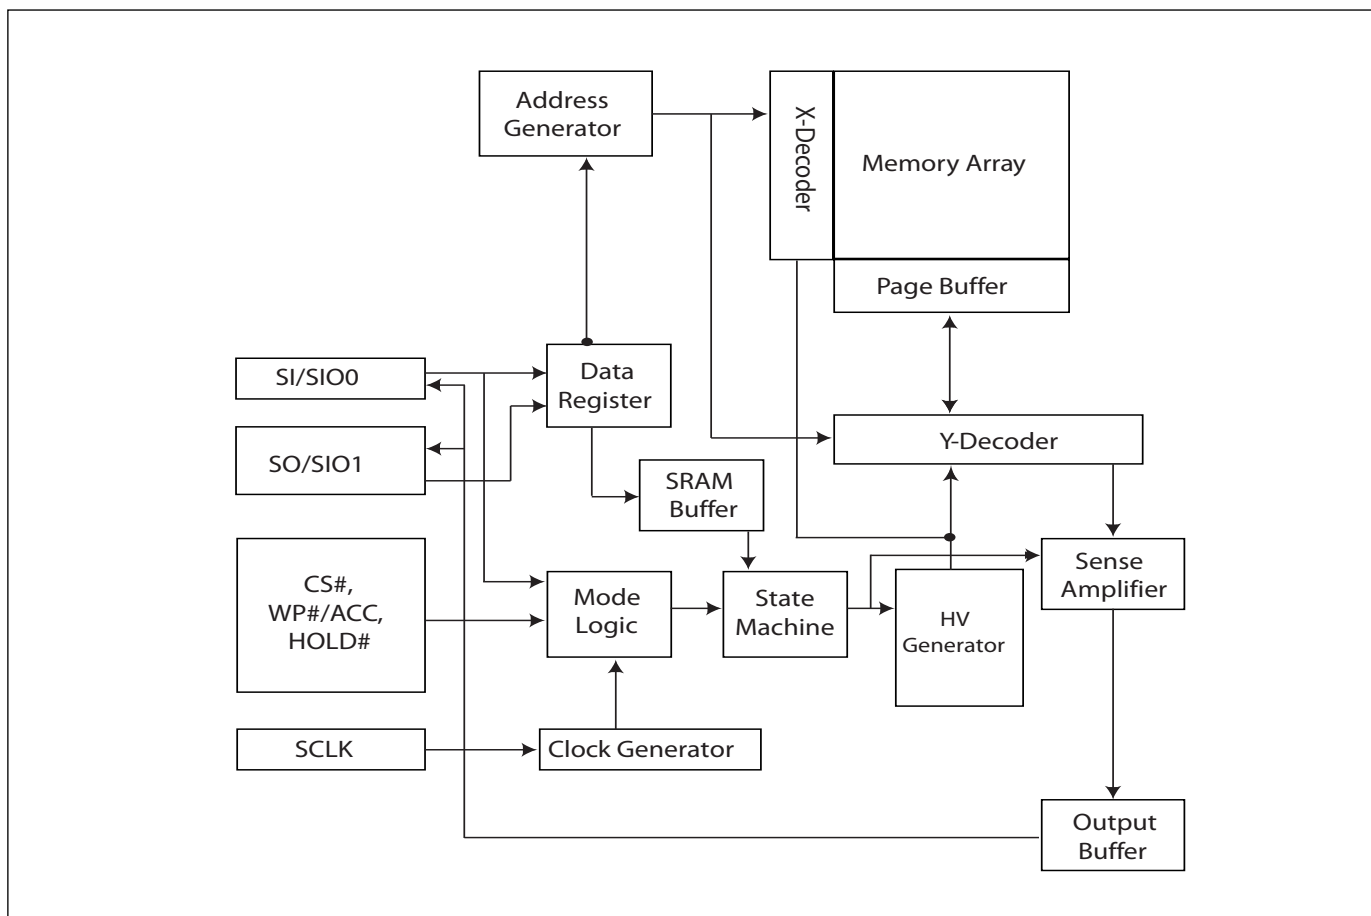 Address
Generator
X-Decoder
Memory Array
Page Buffer
SI/SIO0
Data
Register
SO/SIO1
Y-Decoder
SRAM
Buffer
CS#,
WP#/ACC,
HOLD#
Mode
Logic
State
Machine
HV
Generator
Sense
Amplifier
SCLK
Clock Generator
Output
Buffer